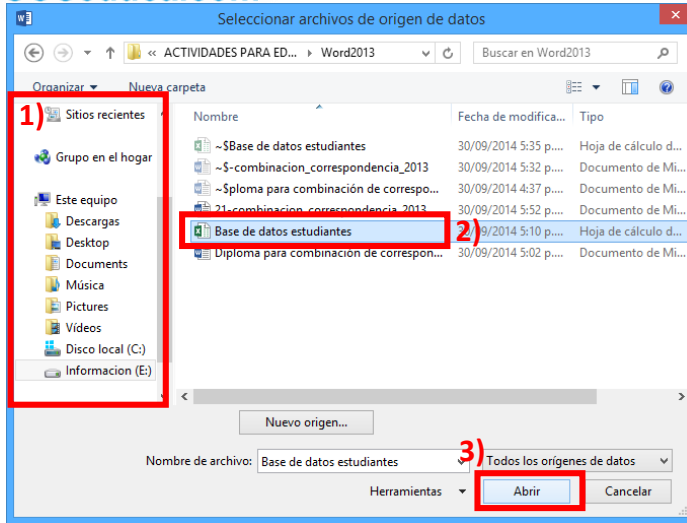 Seleccionar archivos de origen de datos
« ACTIVIDADES PARA ED... Word2013
Buscar en Word2013
Organizar
Nueva carpeta
1)
Sitios recientes
Grupo en el hogar
Este equipo
Descargas
Desktop
Documents
Música
Pictures
Vídeos
Disco local (C:)
Informacion (E:)
Nombre Fecha de modifica... Tipo
~$Base de datos estudiantes 30/09/2014 5:35 p.... Hoja de cálculo d...
~$-combinacion_correspondencia_2013 30/09/2014 5:32 p.... Documento de Mi...
~$ploma para combinación de correspo... 30/09/2014 4:37 p.... Documento de Mi...
21-combinacion_correspondencia_2013 30/09/2014 5:52 p.... Documento de Mi...
Base de datos estudiantes 2) 30/09/2014 5:10 p.... Hoja de cálculo d...
Diploma para combinación de correspon... 30/09/2014 5:02 p.... Documento de Mi...
Nuevo origen...
Nombre de archivo: Base de datos estudiantes
3) Todos los orígenes de datos
Herramientas Abrir Cancelar